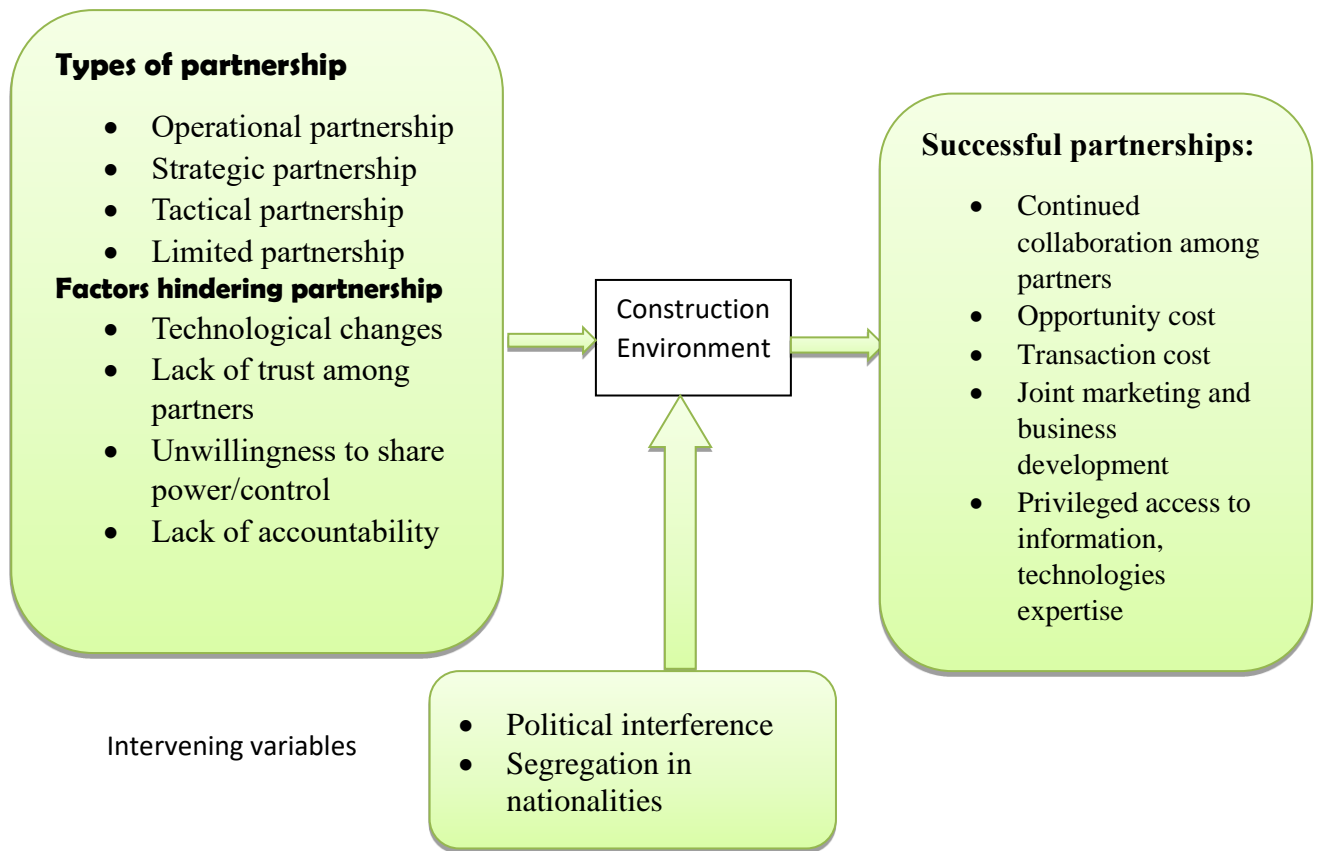 Types of partnership
• Operational partnership
• Strategic partnership
• Tactical partnership
• Limited partnership
Factors hindering partnership
• Technological changes
• Lack of trust among
partners
• Unwillingness to share
power/control
• Lack of accountability
Construction
Environment
Successful partnerships:
• Continued
collaboration among
partners
• Opportunity cost
• Transaction cost
• Joint marketing and
business
development
• Privileged access to
information,
technologies
expertise
Intervening variables
• Political interference
• Segregation in
nationalities